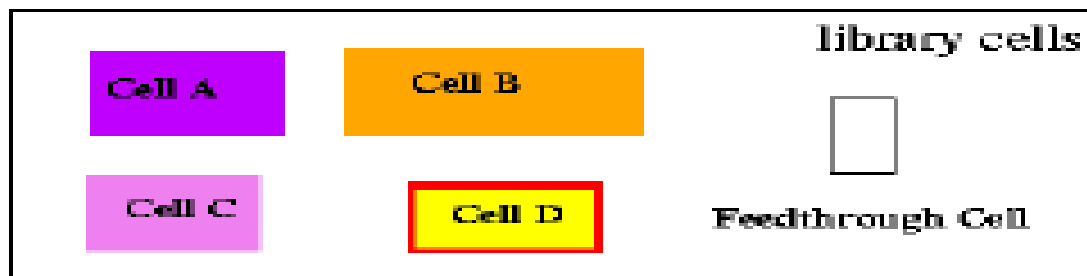 library cells
Cell A
Cell B
Cell C
Cell D
Feedthrough Cell